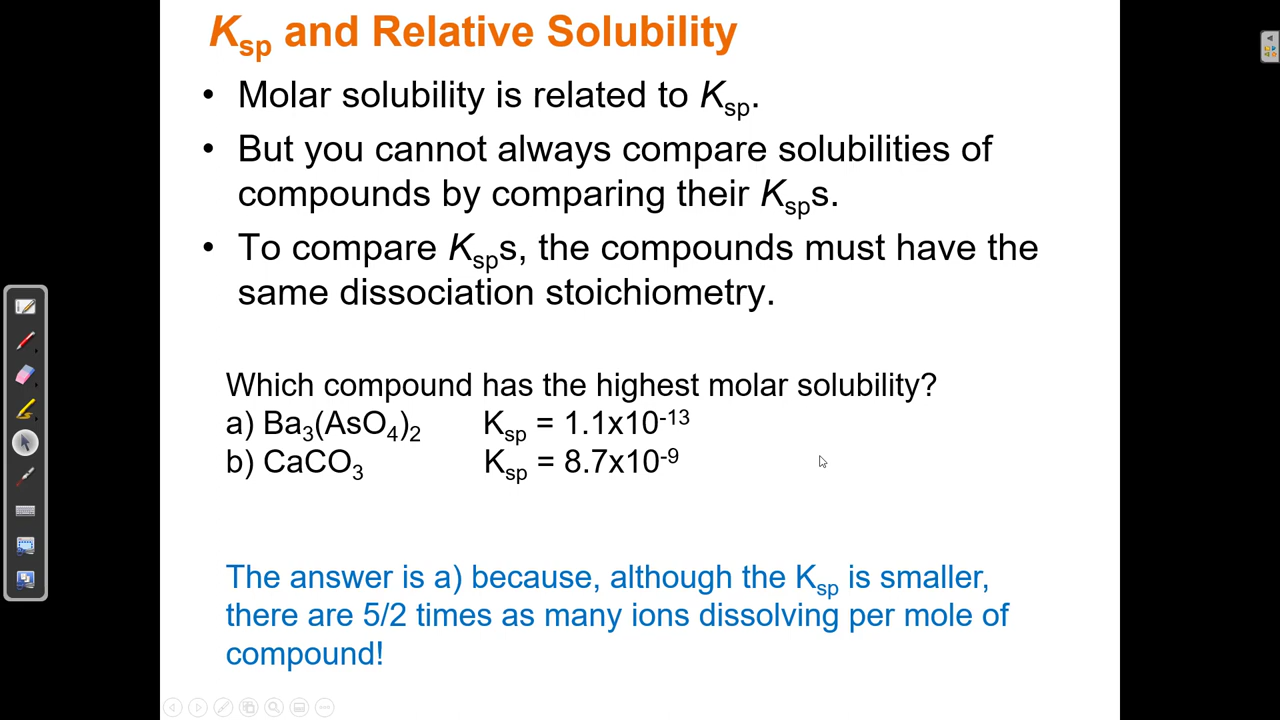 Ksp and Relative Solubility
• Molar solubility is related to Ksp.
• But you cannot always compare solubilities of
compounds by comparing their Ksps.
• To compare Ksps, the compounds must have the
same dissociation stoichiometry.
Which compound has the highest molar solubility?
a) Ba3(AsO4)2 Ksp = 1.1x10-13
b) CaCO3 Ksp = 8.7x10-9
The answer is a) because, although the Ksp is smaller,
there are 5/2 times as many ions dissolving per mole of
compound!